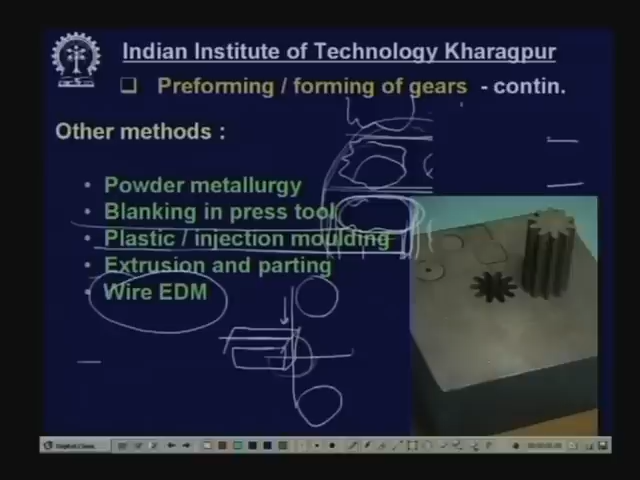 Indian Institute of Technology Kharagpur
Preforming / forming of gears - contin.
Other methods :
• Powder metallurgy
• Blanking in press tool
• Plastic / injection moulding
• Extrusion and parting
• Wire EDM